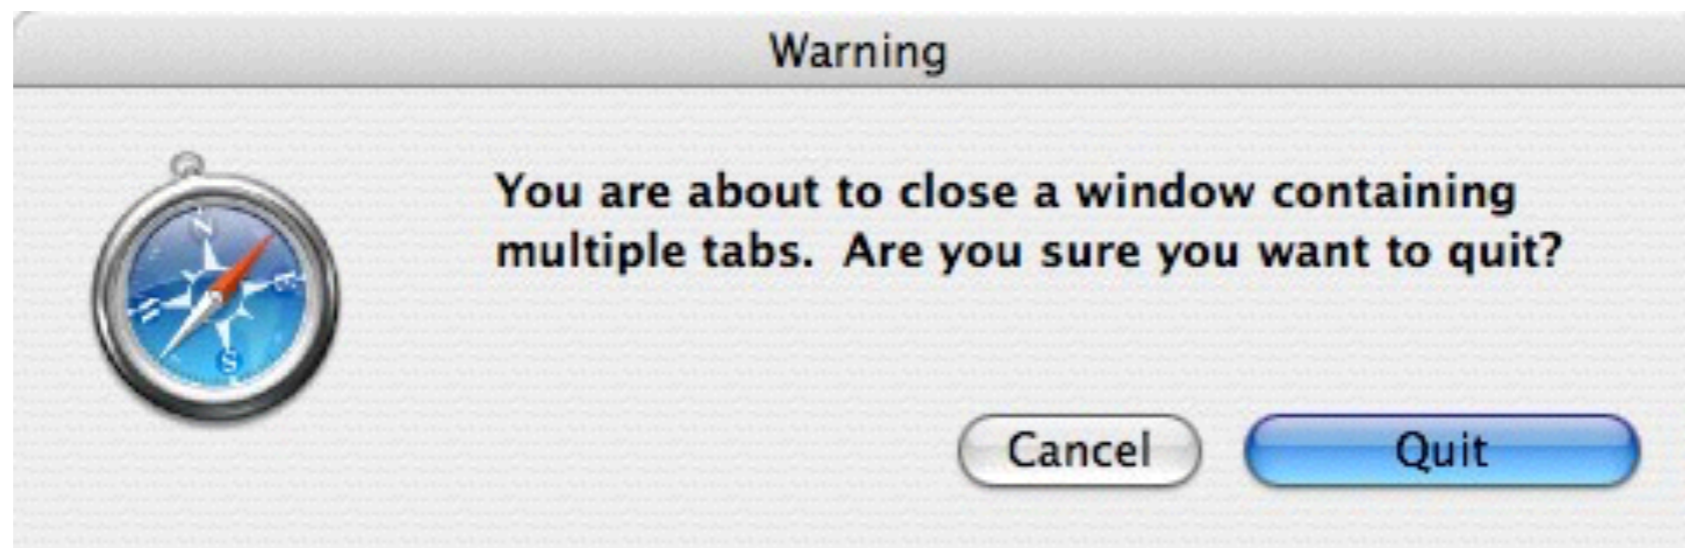 Warning
You are about to close a window containing
multiple tabs.  Are you sure you want to quit?
N
E
S
Cancel
Quit